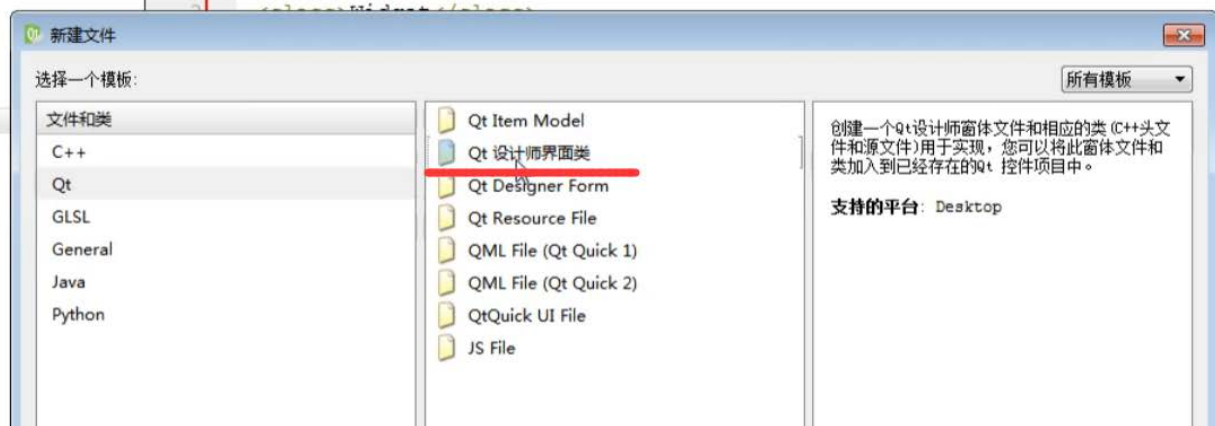 <class>Widget</class>
新建文件
选择一个模板:
所有模板
文件和类
C++
Qt
GLSL
General
Java
Python
Qt Item Model
Qt 设计师界面类
Qt Designer Form
Qt Resource File
QML File (Qt Quick 1)
QML File (Qt Quick 2)
QtQuick UI File
JS File
创建一个Qt设计师窗体文件和相应的类(C++头文
件和源文件)用于实现，您可以将此窗体文件和
类加入到已经存在的Qt 控件项目中。
支持的平台: Desktop